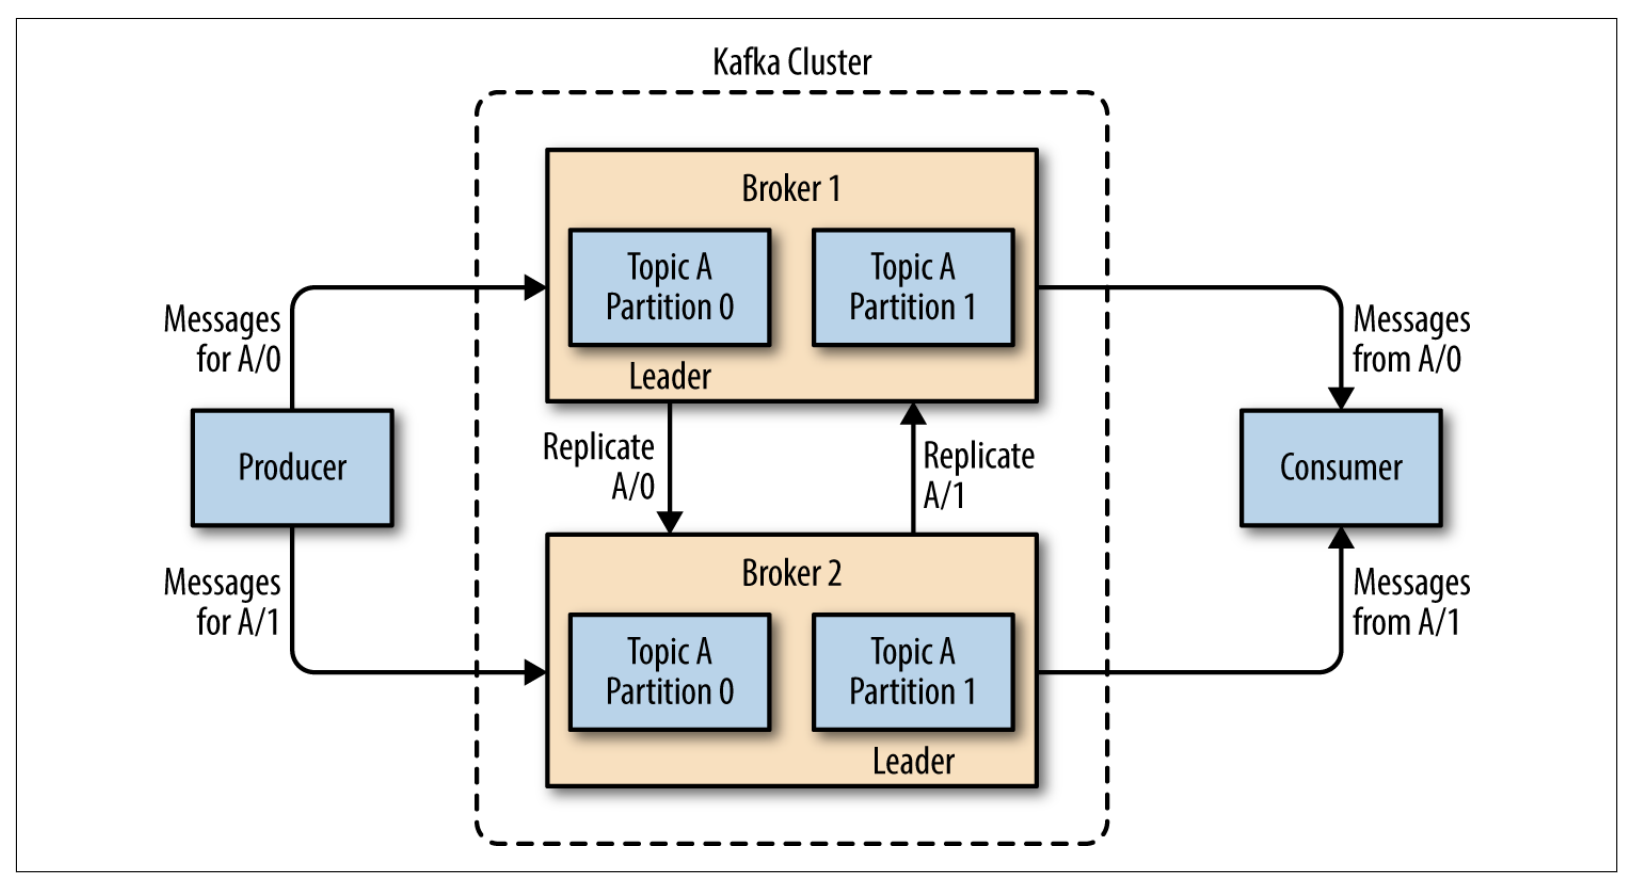 Kafka Cluster
Broker 1
Topic A
Partition 0
Topic A
Partition 1
Leader
Messages
for A/0
Messages
from A/0
Replicate
A/0
Replicate
A/1
Producer
Consumer
Broker 2
Topic A
Partition 0
Topic A
Partition 1
Leader
Messages
for A/1
Messages
from A/1